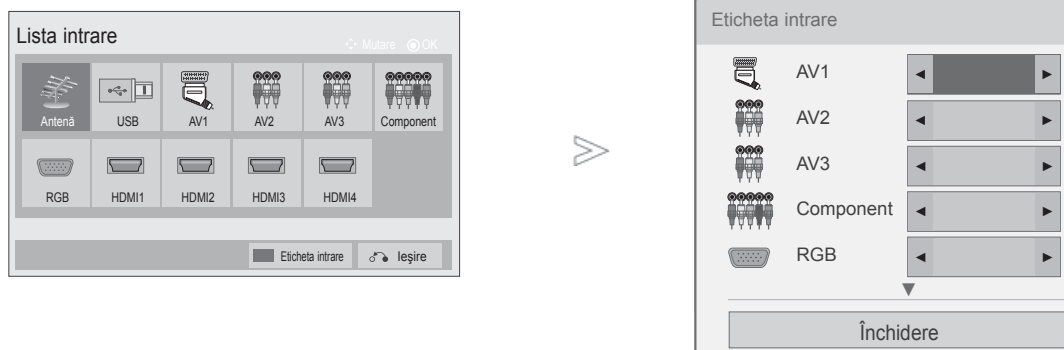 Lista intrare
Mutare OK
Antenă USB AV1 AV2 AV3 Component
RGB HDMI1 HDMI2 HDMI3 HDMI4
Eticheta intrare Ieşire
Eticheta intrare
AV1
AV2
AV3
Component
RGB
Închidere